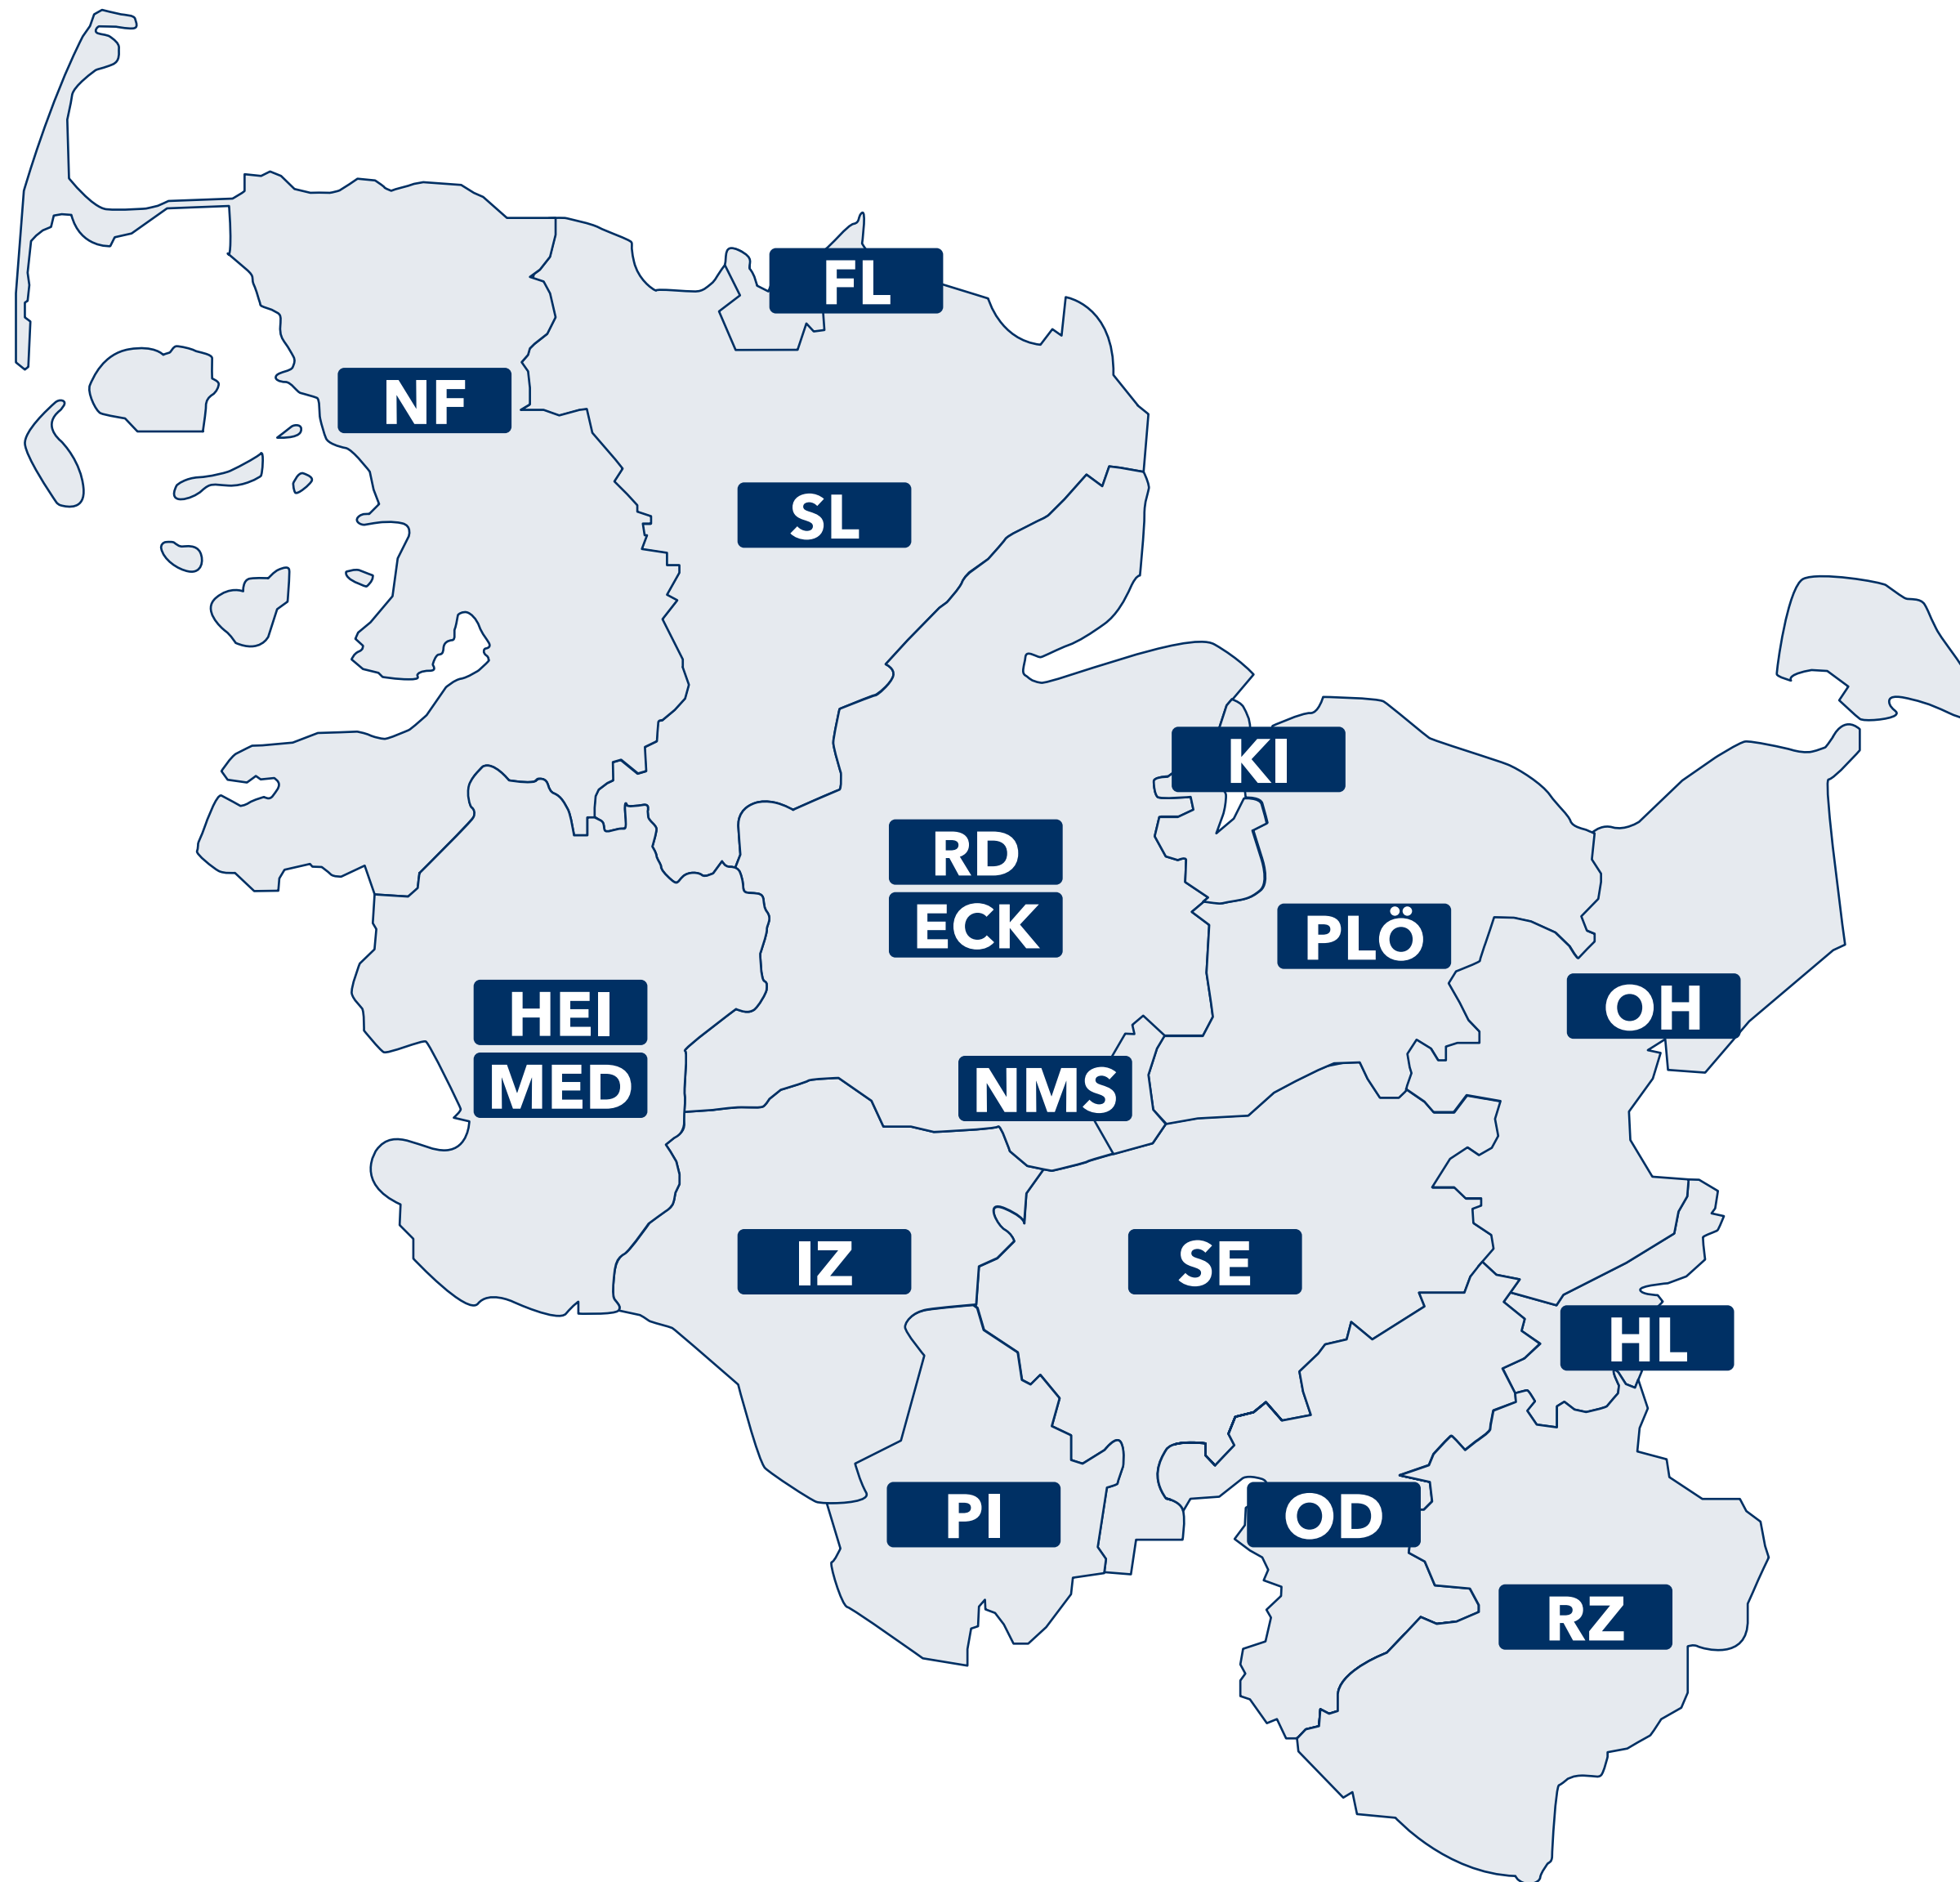 FL
NF
SL
KI
RD
ECK
PLÖ
HEI
OH
MED
NMS
IZ
SE
HL
PI
OD
RZ